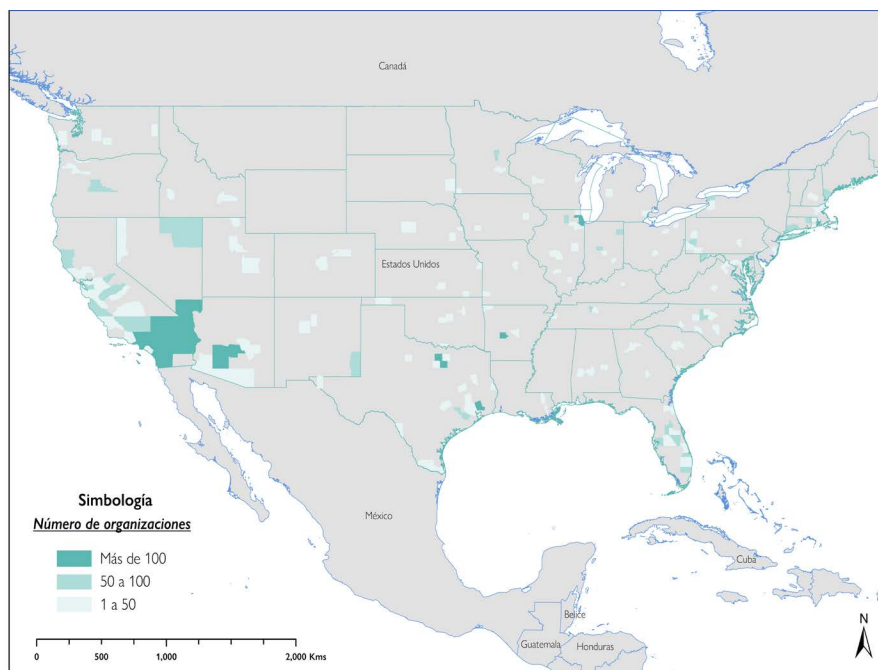 Canadá
Estados Unidos
México
Cuba
Belice
Guatemala
Honduras
Simbología
Número de organizaciones
Más de 100
50 a 100
1 a 50
0 500 1,000 2,000 Kms
N